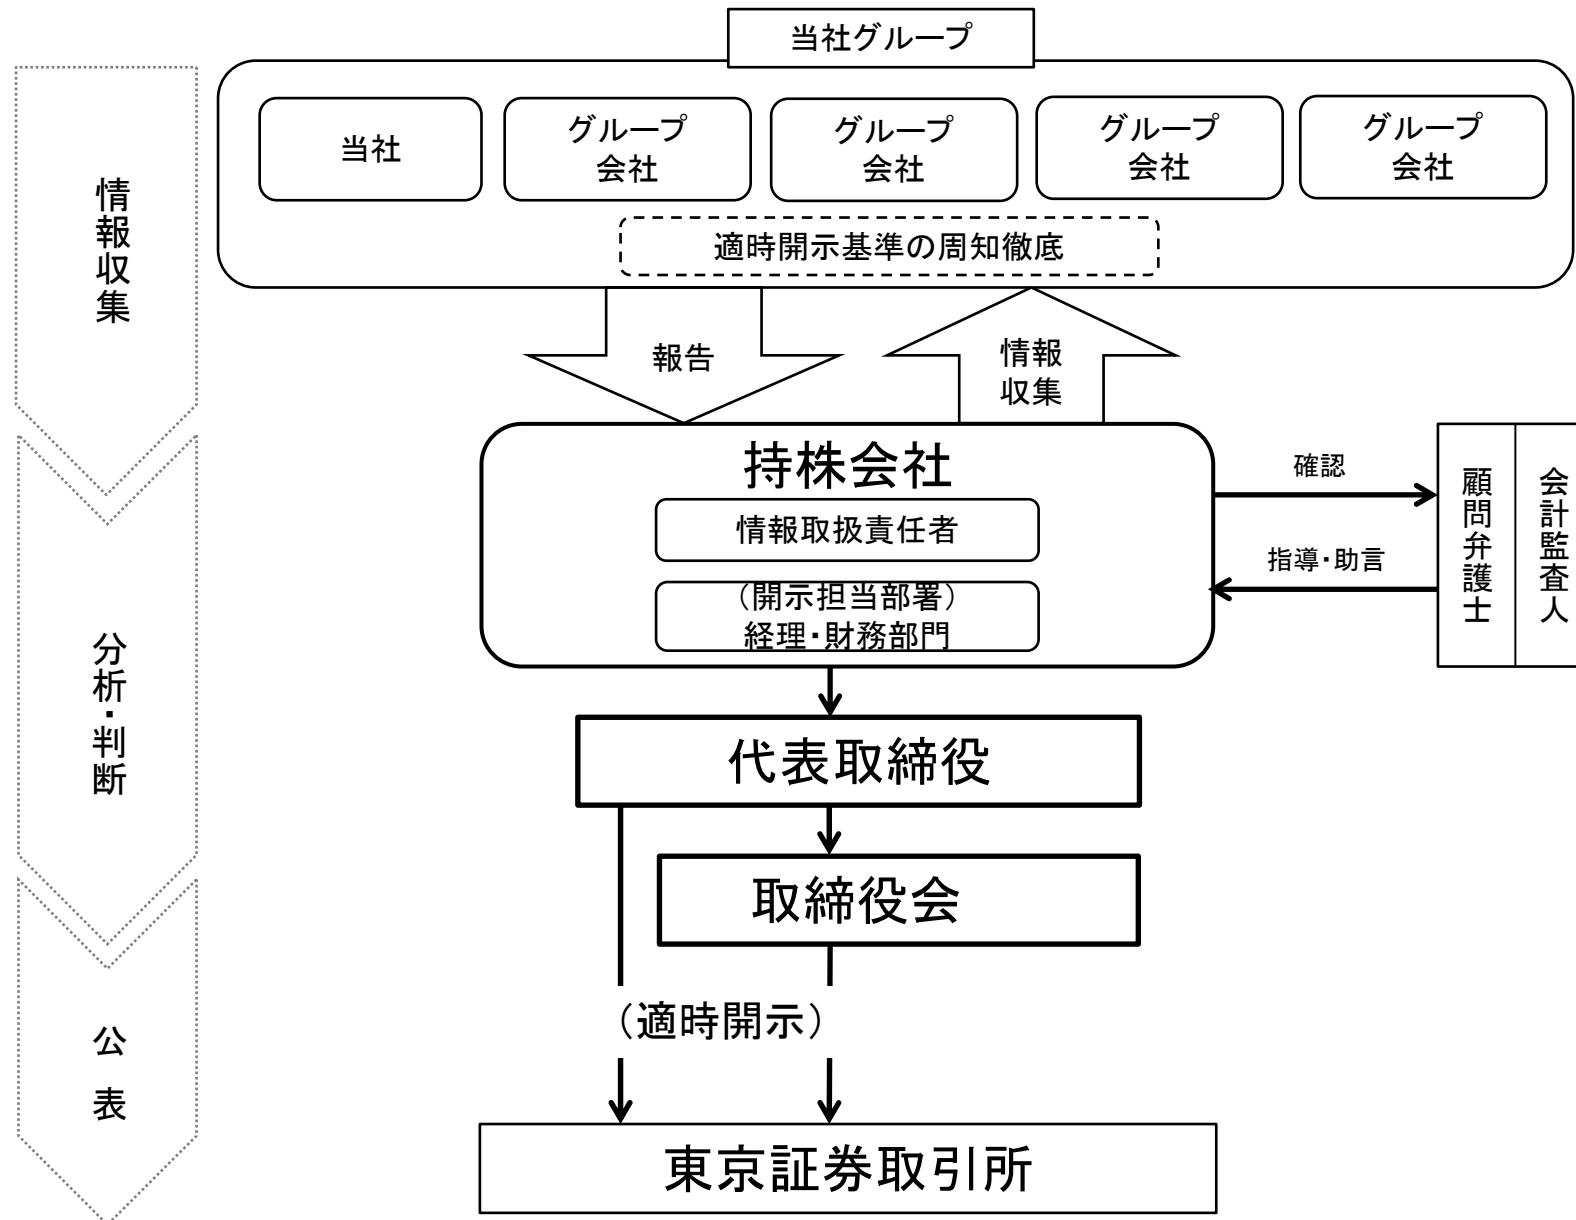 当社グループ
当社
グループ
会社
グループ
会社
グループ
会社
グループ
会社
適時開示基準の周知徹底
情報収集
報告
情報
収集
持株会社
情報取扱責任者
（開示担当部署）
経理・財務部門
確認
指導・助言
顧問弁護士
会計監査人
分析・判断
代表取締役
取締役会
（適時開示）
公表
東京証券取引所